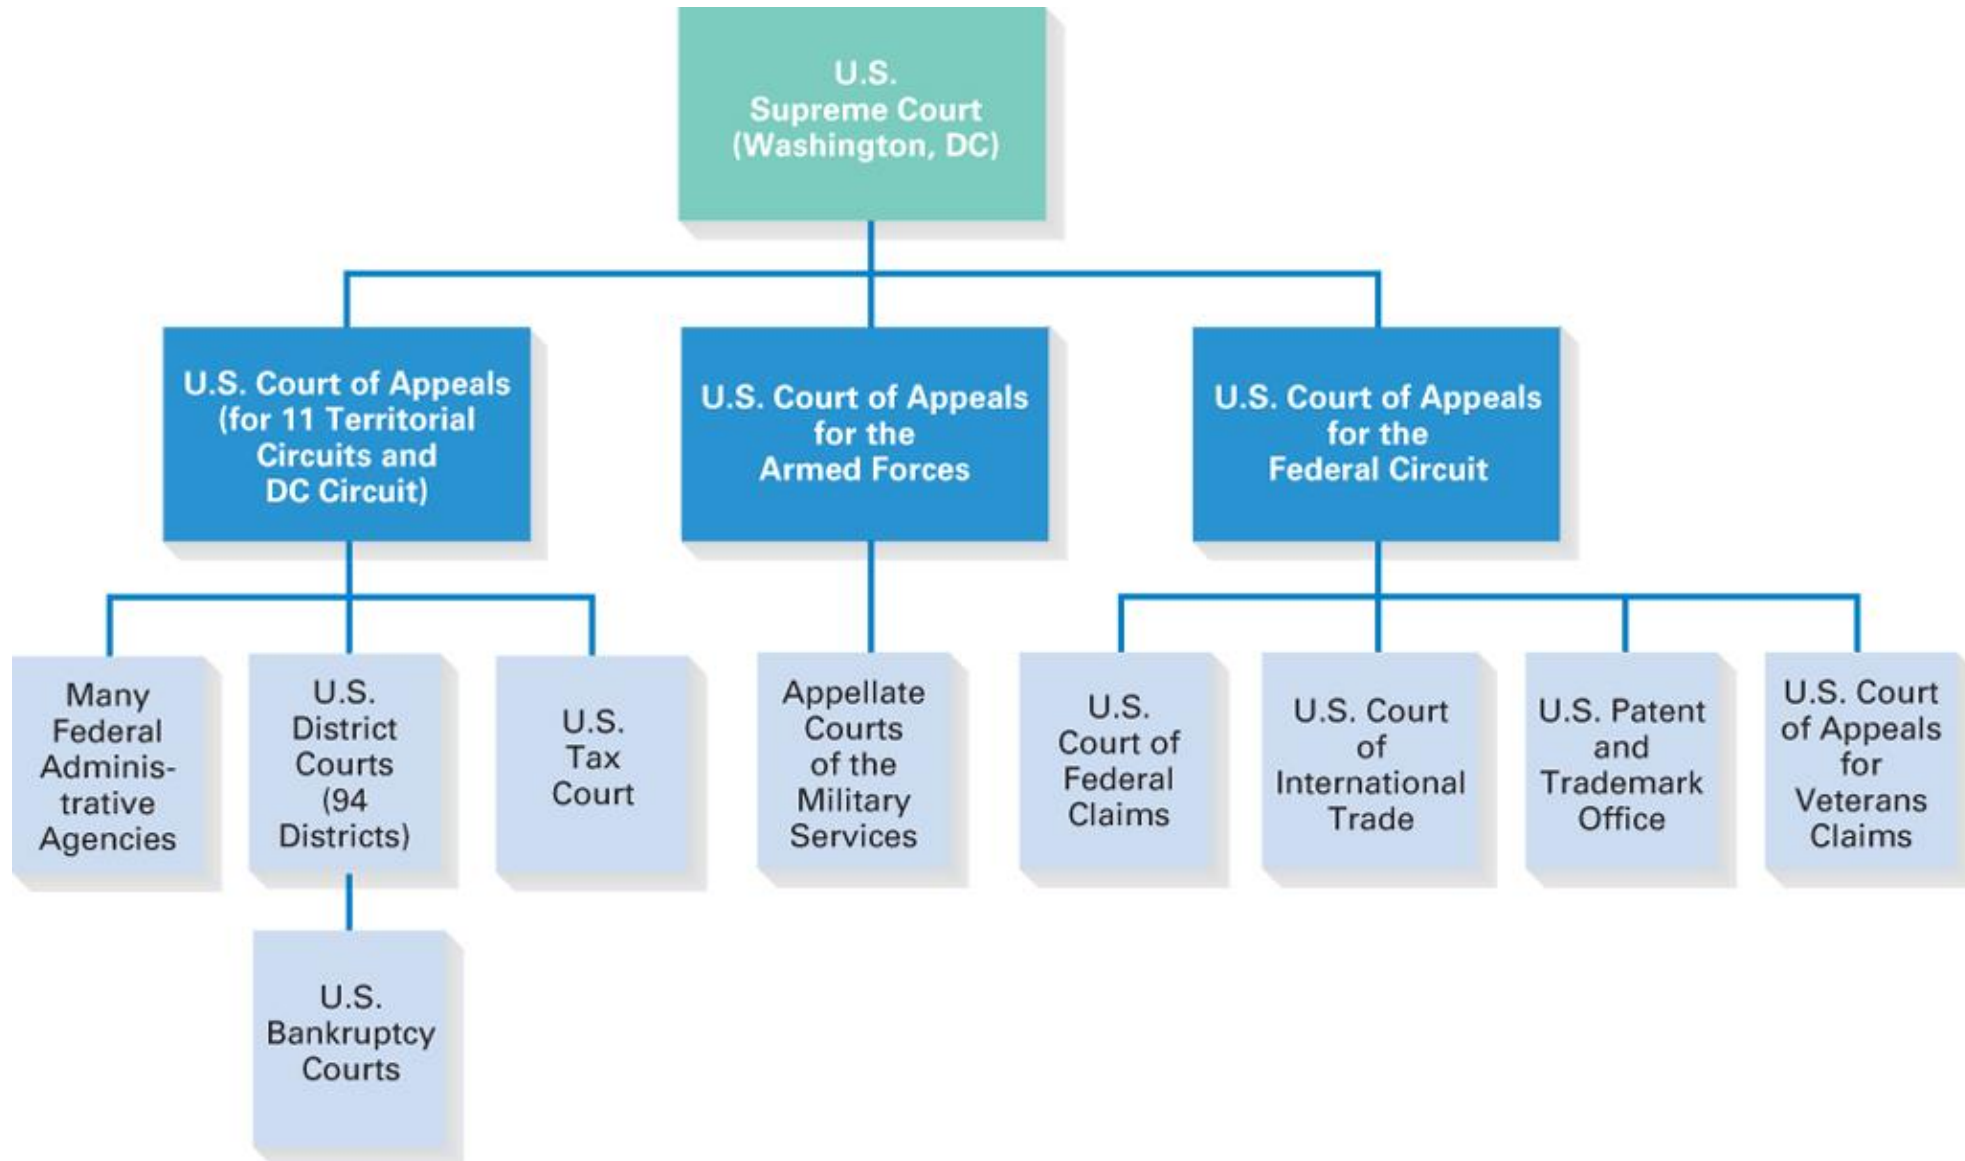 U.S.
Supreme Court
(Washington, DC)
U.S. Court of Appeals
(for 11 Territorial
Circuits and
DC Circuit)
U.S. Court of Appeals
for the
Armed Forces
U.S. Court of Appeals
for the
Federal Circuit
Many
Federal
Adminis-
trative
Agencies
U.S.
District
Courts
(94
Districts)
U.S.
Tax
Court
Appellate
Courts
of the
Military
Services
U.S.
Court of
Federal
Claims
U.S. Court
of
International
Trade
U.S. Patent
and
Trademark
Office
U.S. Court
of Appeals
for
Veterans
Claims
U.S.
Bankruptcy
Courts